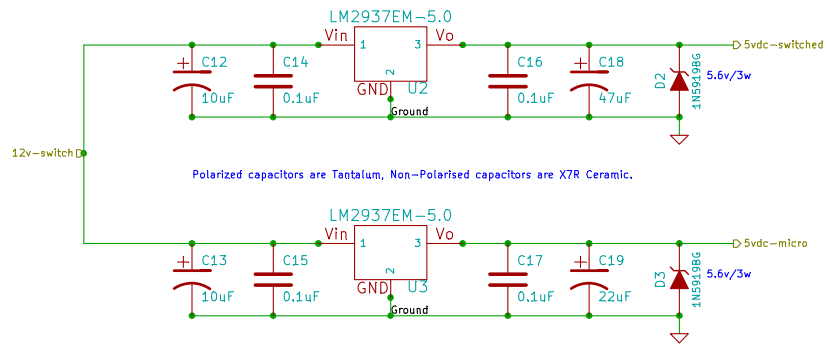 LM2937EM-5.0
Vin
Vo
1
3
2
GND
U2
Ground
C12
10uF
C14
0.1uF
C16
0.1uF
C18
47uF
D2
1N5919BG
5.6v/3w
5vdc-switched
12v-switch
Polarized capacitors are Tantalum, Non-Polarised capacitors are X7R Ceramic.
LM2937EM-5.0
Vin
Vo
1
3
2
GND
U3
Ground
C13
10uF
C15
0.1uF
C17
0.1uF
C19
22uF
D3
1N5919BG
5.6v/3w
5vdc-micro